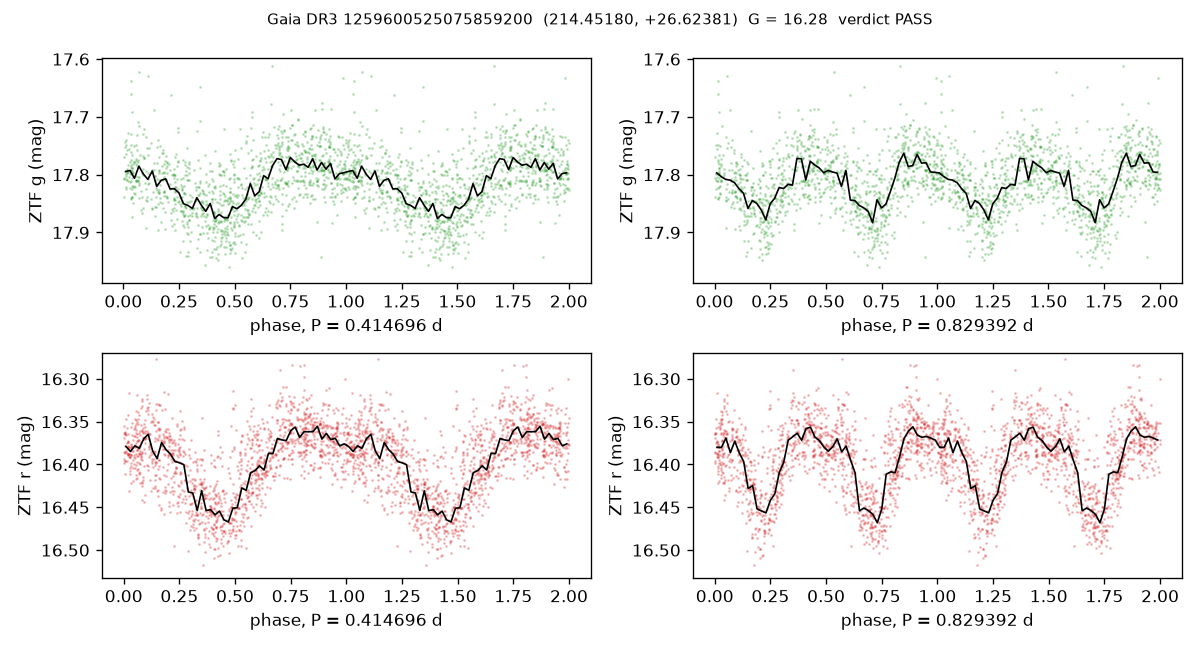 Gaia DR3 1259600525075859200  (214.45180, +26.62381)  G = 16.28  verdict PASS
ZTF g (mag)
17.6
17.7
17.8
17.9
0.00 0.25 0.50 0.75 1.00 1.25 1.50 1.75 2.00
phase, P = 0.414696 d
ZTF g (mag)
17.6
17.7
17.8
17.9
0.00 0.25 0.50 0.75 1.00 1.25 1.50 1.75 2.00
phase, P = 0.829392 d
ZTF r (mag)
16.30
16.35
16.40
16.45
16.50
0.00 0.25 0.50 0.75 1.00 1.25 1.50 1.75 2.00
phase, P = 0.414696 d
ZTF r (mag)
16.30
16.35
16.40
16.45
16.50
0.00 0.25 0.50 0.75 1.00 1.25 1.50 1.75 2.00
phase, P = 0.829392 d